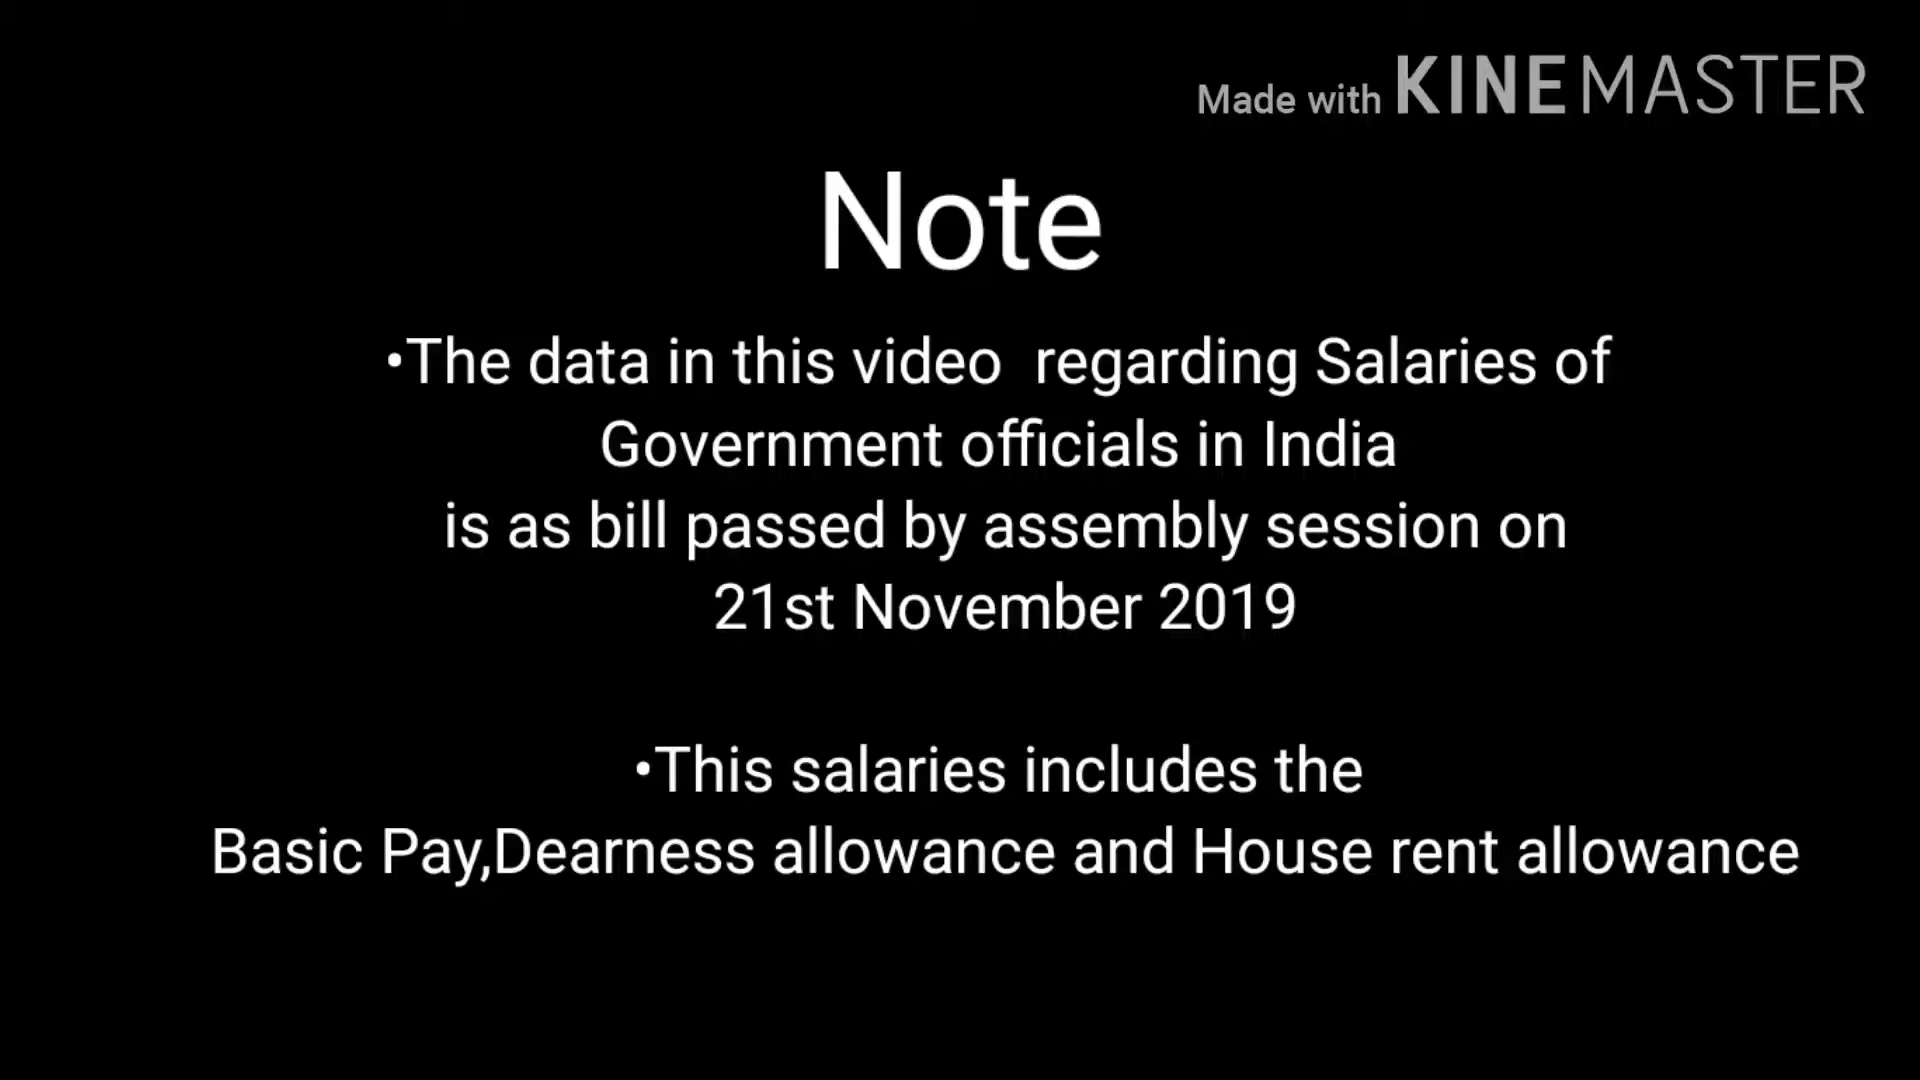 Made with KINEMASTER
Note
•The data in this video  regarding Salaries of
Government officials in India
is as bill passed by assembly session on
21st November 2019
•This salaries includes the
Basic Pay,Dearness allowance and House rent allowance